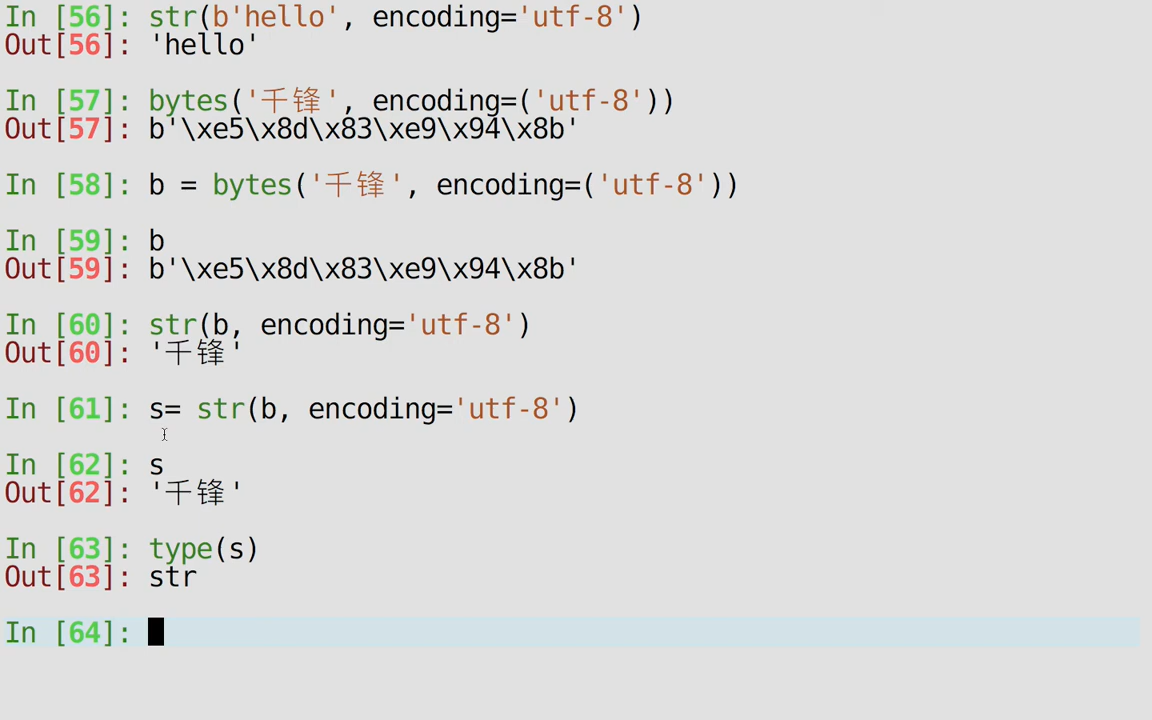 In [56]: str(b'hello', encoding='utf-8')
Out[56]: 'hello'
In [57]: bytes('千锋', encoding=('utf-8'))
Out[57]: b'\xe5\x8d\x83\xe9\x94\x8b'
In [58]: b = bytes('千锋', encoding=('utf-8'))
In [59]: b
Out[59]: b'\xe5\x8d\x83\xe9\x94\x8b'
In [60]: str(b, encoding='utf-8')
Out[60]: '千锋'
In [61]: s= str(b, encoding='utf-8')
In [62]: s
Out[62]: '千锋'
In [63]: type(s)
Out[63]: str
In [64]: